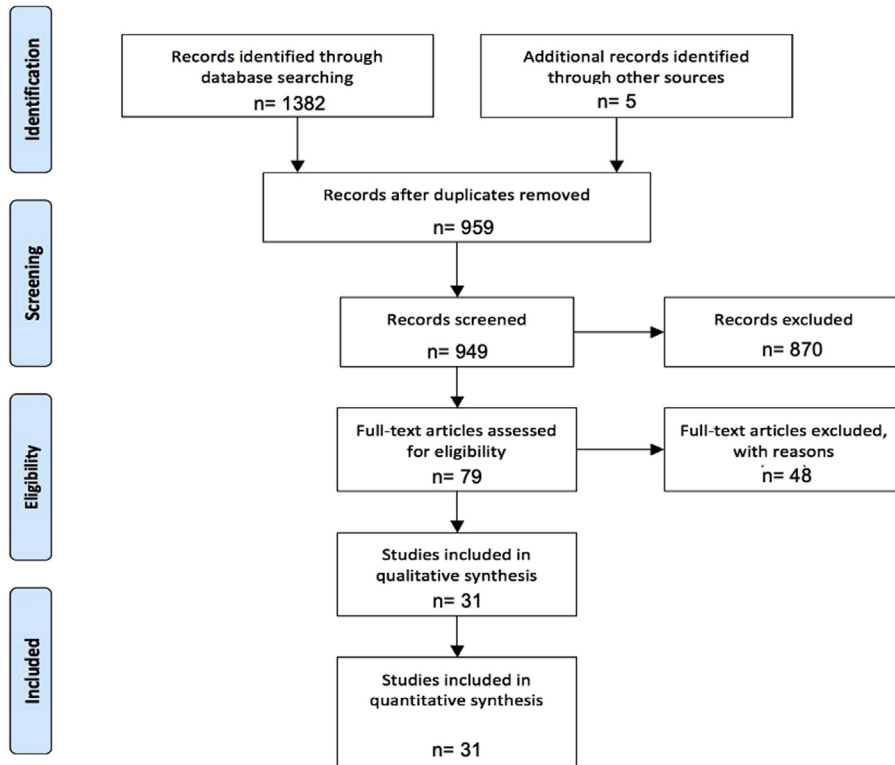 Identification
Records identified through
database searching
n= 1382
Additional records identified
through other sources
n= 5
Records after duplicates removed
n= 959
Screening
Records screened
n= 949
Records excluded
n= 870
Eligibility
Full-text articles assessed
for eligibility
n= 79
Full-text articles excluded,
with reasons
n= 48
Studies included in
qualitative synthesis
n= 31
Included
Studies included in
quantitative synthesis
n= 31